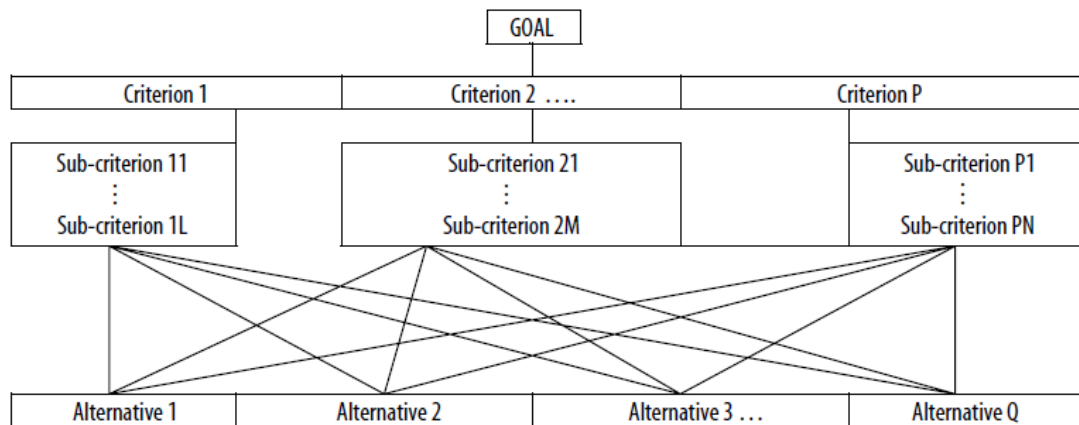 GOAL
Criterion 1 Criterion 2 .... Criterion P
Sub-criterion 11 Sub-criterion 21 Sub-criterion P1
⋮ ⋮ ⋮
Sub-criterion 1L Sub-criterion 2M Sub-criterion PN
Alternative 1 Alternative 2 Alternative 3 ... Alternative Q